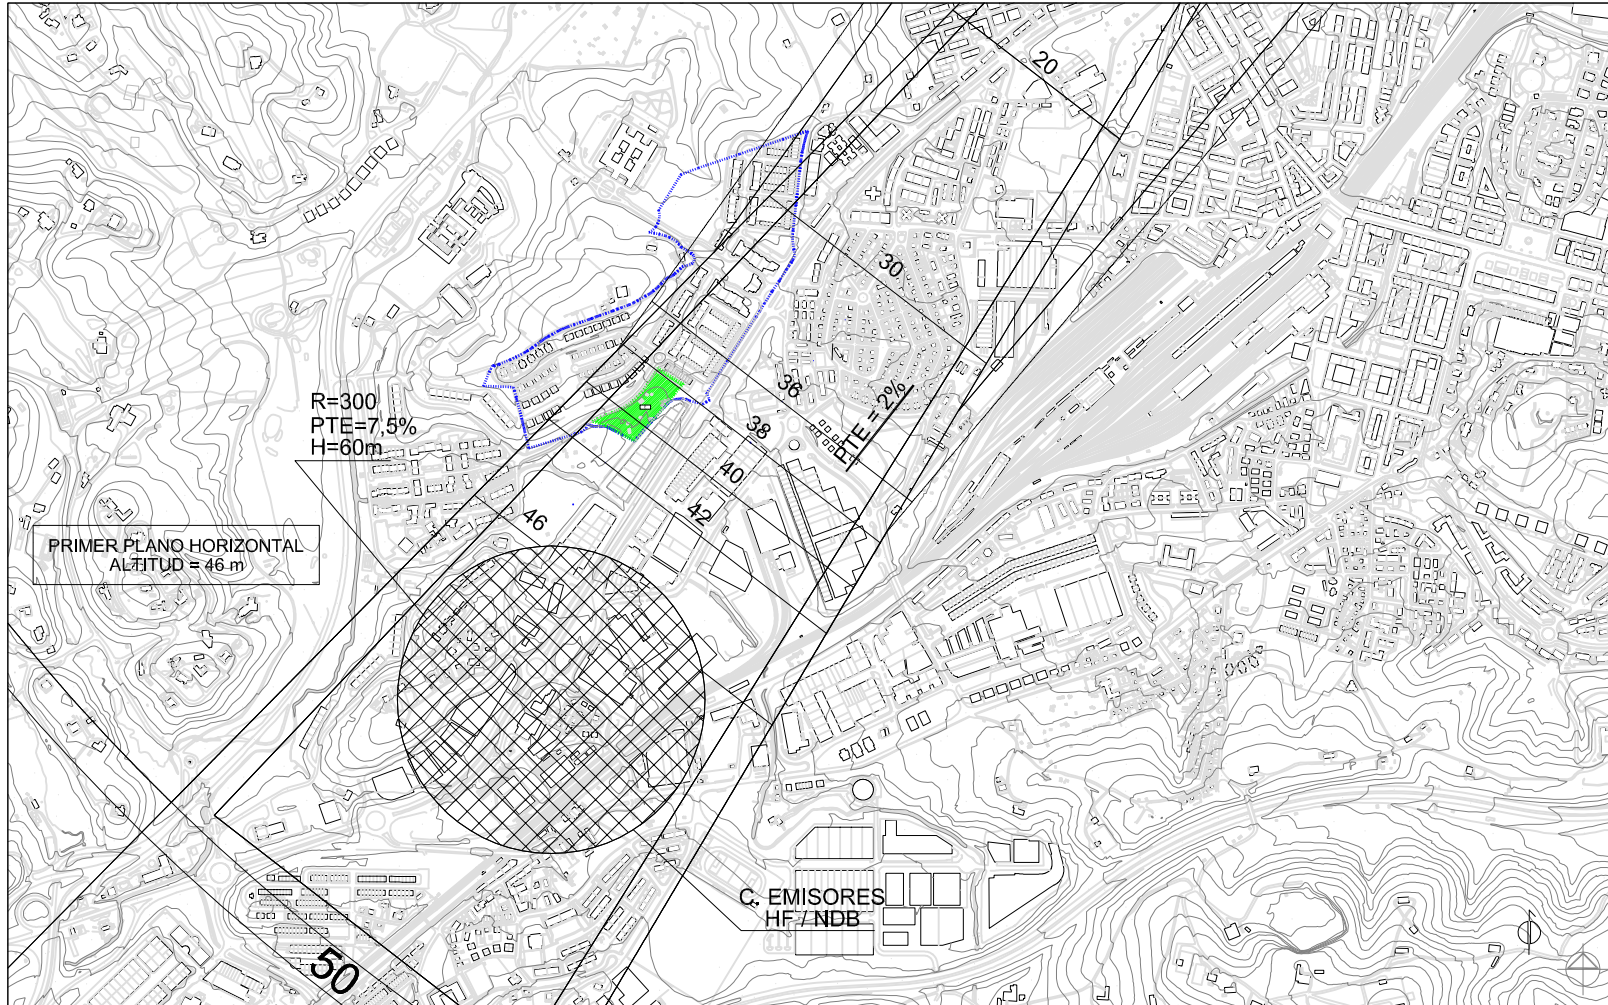 20
30
36
PTE = 2%
38
40
42
46
R=300
PTE=7,5%
H=60m
PRIMER PLANO HORIZONTAL
ALTITUD = 46 m
C. EMISORES
HF / NDB
50